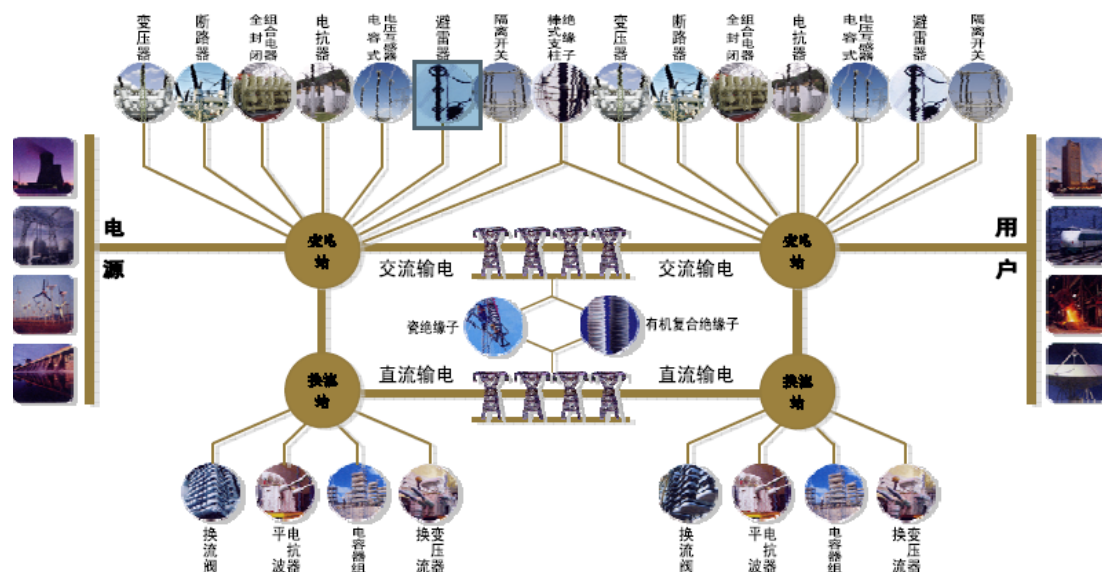 变压器
断路器
全封闭
组合电器
电抗器
电容式
电压互感器
避雷器
隔离开关
棒式支柱
绝缘子
变压器
断路器
全封闭
组合电器
电抗器
电容式
电压互感器
避雷器
隔离开关
电源
变电站
交流输电
交流输电
变电站
用户
瓷绝缘子
有机复合绝缘子
换流站
直流输电
直流输电
换流站
换流阀
平波
电抗器
电容器组
换流
变压器
换流阀
平波
电抗器
电容器组
换流
变压器